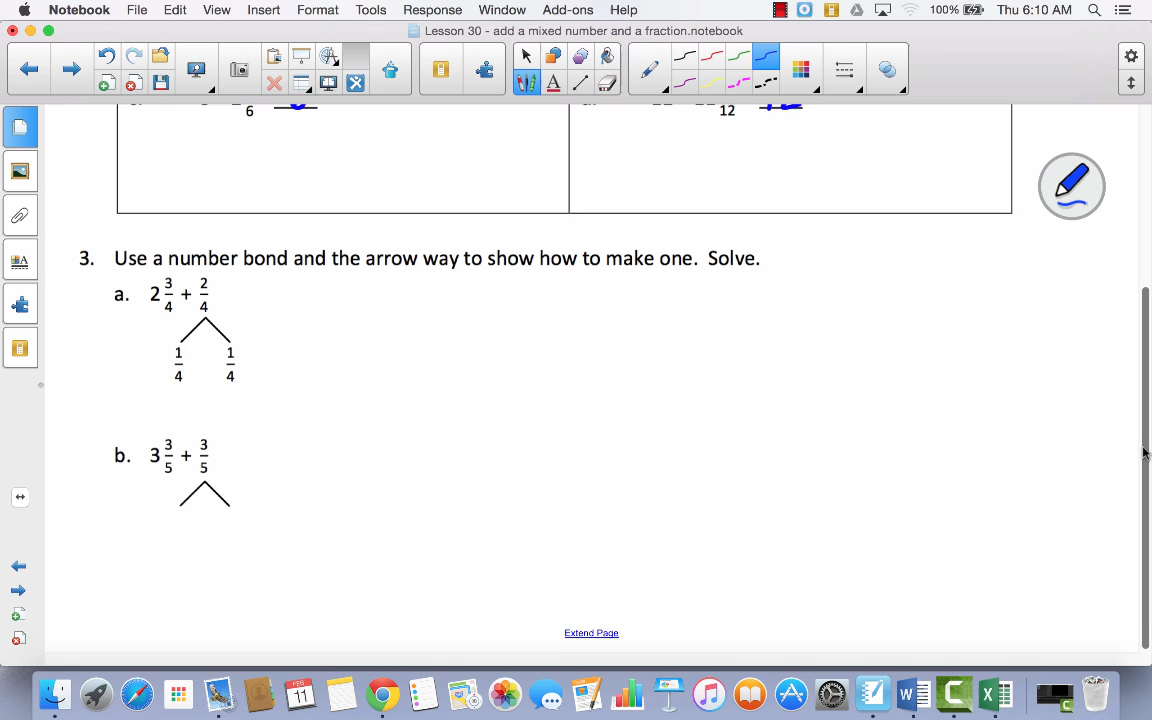 Notebook File Edit View Insert Format Tools Response Window Add-ons Help 100% Thu 6:10 AM
Lesson 30 - add a mixed number and a fraction.notebook
6 12
3. Use a number bond and the arrow way to show how to make one. Solve.
a. 2 3/4 + 2/4
1/4 1/4
b. 3 3/5 + 3/5
Extend Page
FEB
11